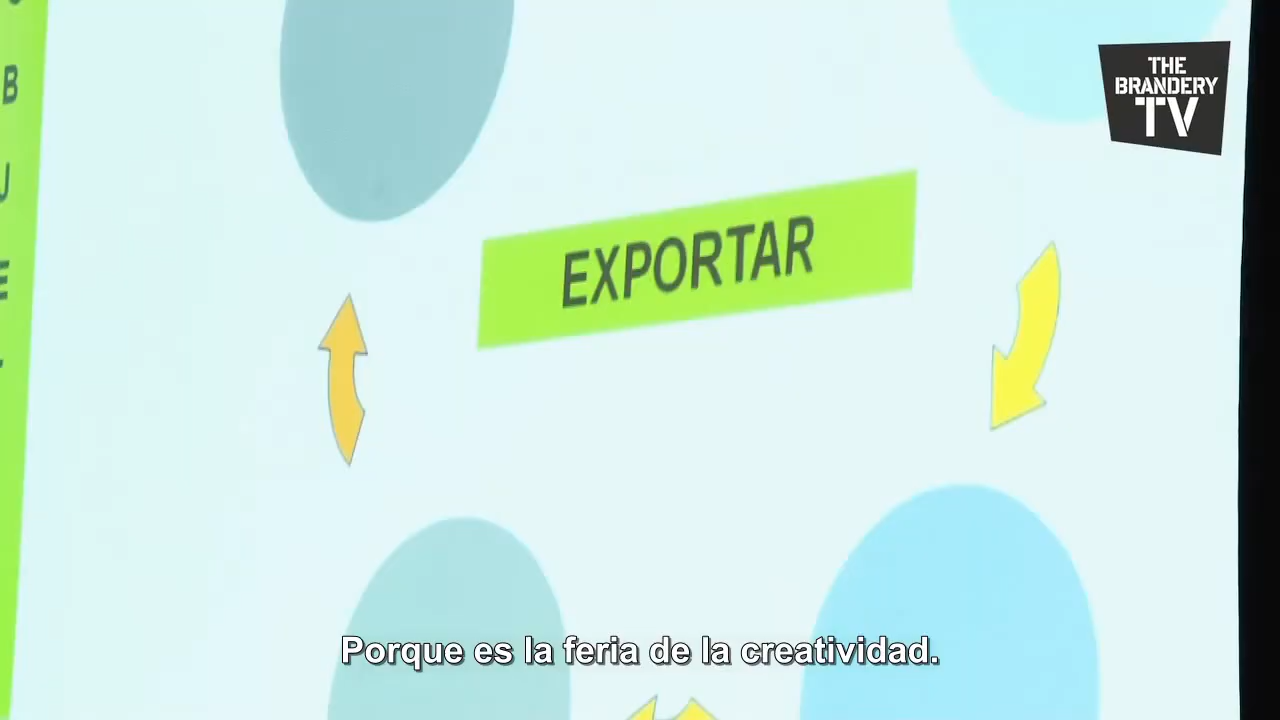 THE
BRANDERY
TV
B
U
E
EXPORTAR
Porque es la feria de la creatividad.